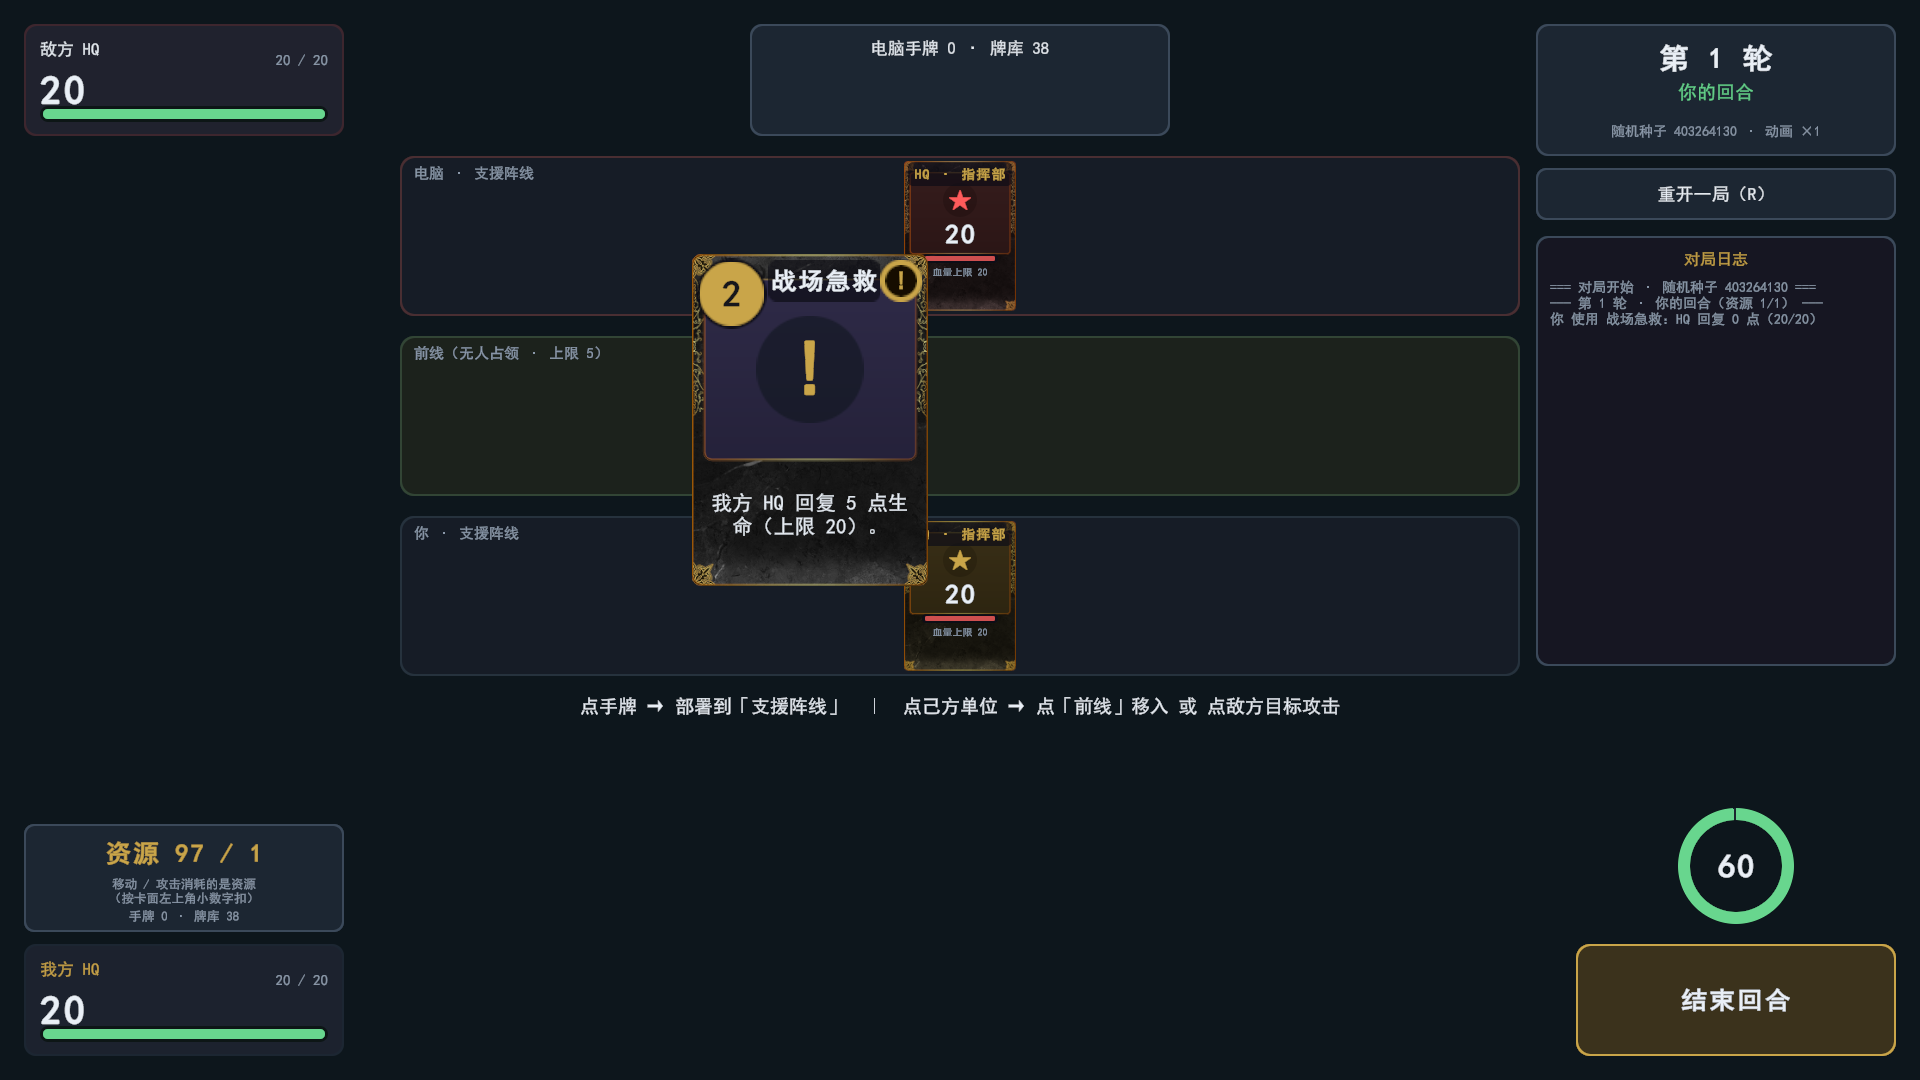 敌方 HQ
20 / 20
20
电脑手牌 0 · 牌库 38
第 1 轮
你的回合
随机种子 403264130 · 动画 ×1
重开一局（R）
电脑 · 支援阵线
HQ · 指挥部
20
血量上限 20
2
战场急救
!
!
我方 HQ 回复 5 点生
命（上限 20）。
前线（无人占领 · 上限 5）
你 · 支援阵线
· 指挥部
20
血量上限 20
对局日志
═══ 对局开始 · 随机种子 403264130 ═══
─── 第 1 轮 · 你的回合（资源 1/1） ───
你 使用 战场急救：HQ 回复 0 点（20/20）
点手牌 → 部署到「支援阵线」 ｜ 点己方单位 → 点「前线」移入 或 点敌方目标攻击
资源 97 / 1
移动 / 攻击消耗的是资源
（按卡面左上角小数字扣）
手牌 0 · 牌库 38
我方 HQ
20 / 20
20
60
结束回合